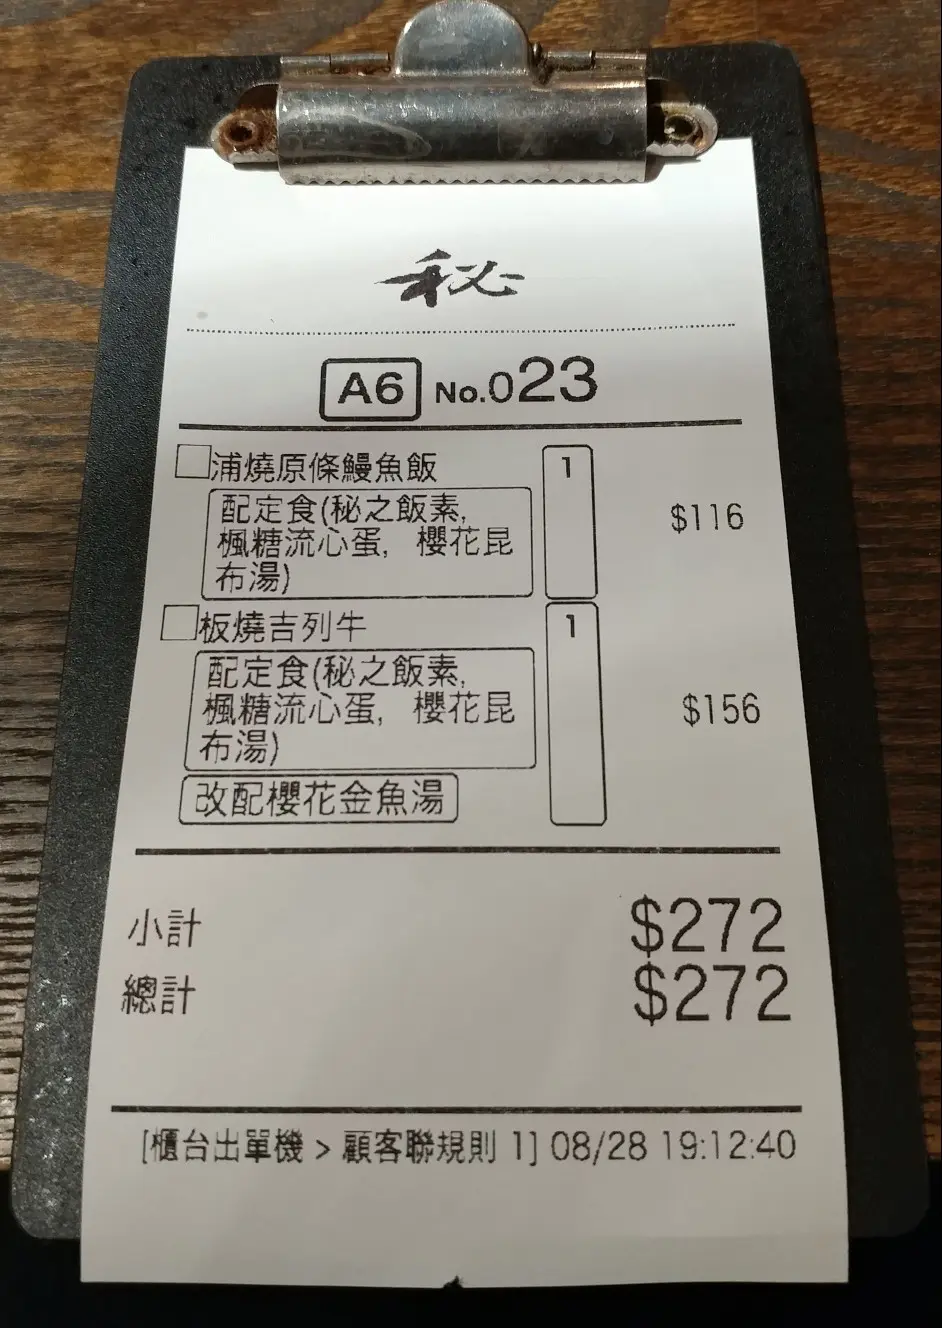 秘
A6 No.023
浦燒原條鰻魚飯 1
配定食(秘之飯素,
楓糖流心蛋, 櫻花昆
布湯)
$116
板燒吉列牛 1
配定食(秘之飯素,
楓糖流心蛋, 櫻花昆
布湯)
$156
改配櫻花金魚湯
小計 $272
總計 $272
[櫃台出單機 > 顧客聯規則 1] 08/28 19:12:40